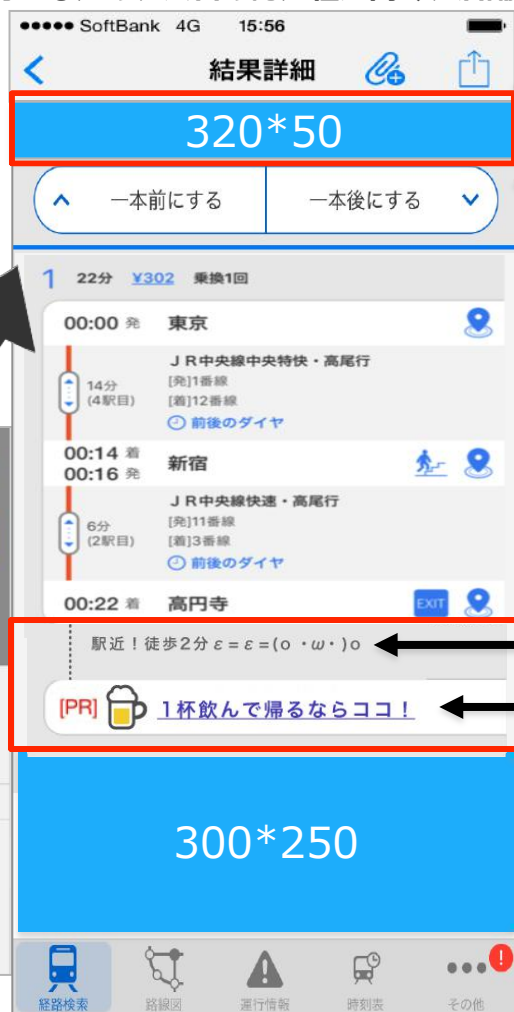 ●●●●● SoftBank 4G 15:56
結果詳細
320*50
一本前にする 一本後にする
1 22分 ¥302 乗換1回
00:00 発 東京
JR中央線中央特快・高尾行
14分 [発]1番線
(4駅目) [着]12番線
前後のダイヤ
00:14 着
00:16 発 新宿
JR中央線快速・高尾行
6分 [発]11番線
(2駅目) [着]3番線
前後のダイヤ
00:22 着 高円寺 EXIT
駅近！徒歩2分ε=ε=(o・ω・)o
[PR] 1杯飲んで帰るならココ！
300*250
経路検索 路線図 運行情報 時刻表 その他